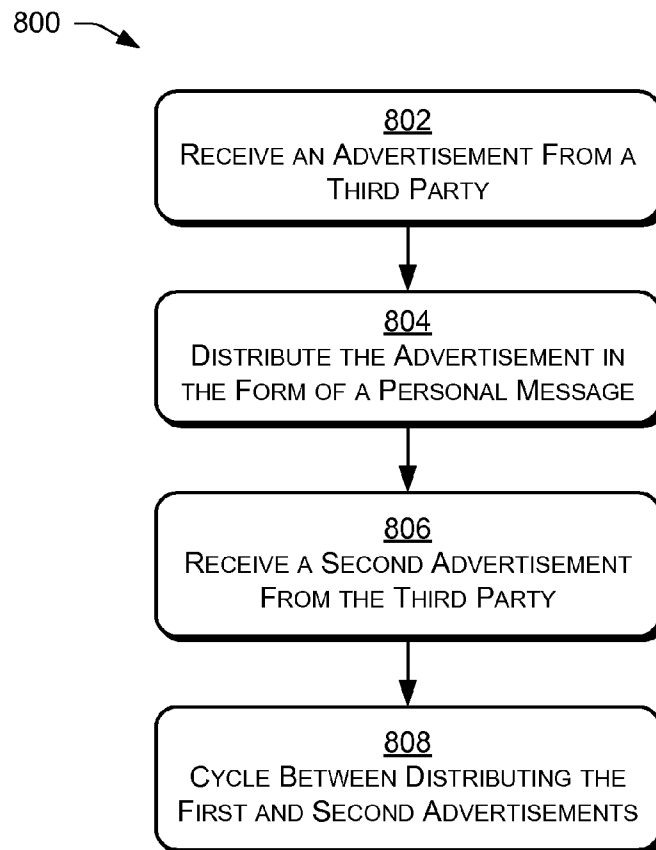 800
802
RECEIVE AN ADVERTISEMENT FROM A
THIRD PARTY
804
DISTRIBUTE THE ADVERTISEMENT IN
THE FORM OF A PERSONAL MESSAGE
806
RECEIVE A SECOND ADVERTISEMENT
FROM THE THIRD PARTY
808
CYCLE BETWEEN DISTRIBUTING THE
FIRST AND SECOND ADVERTISEMENTS